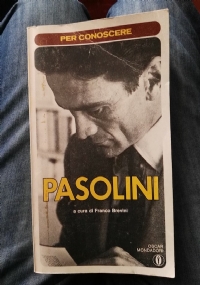 PER CONOSCERE
PASOLINI
a cura di Franco Brevini
OSCAR
MONDADORI